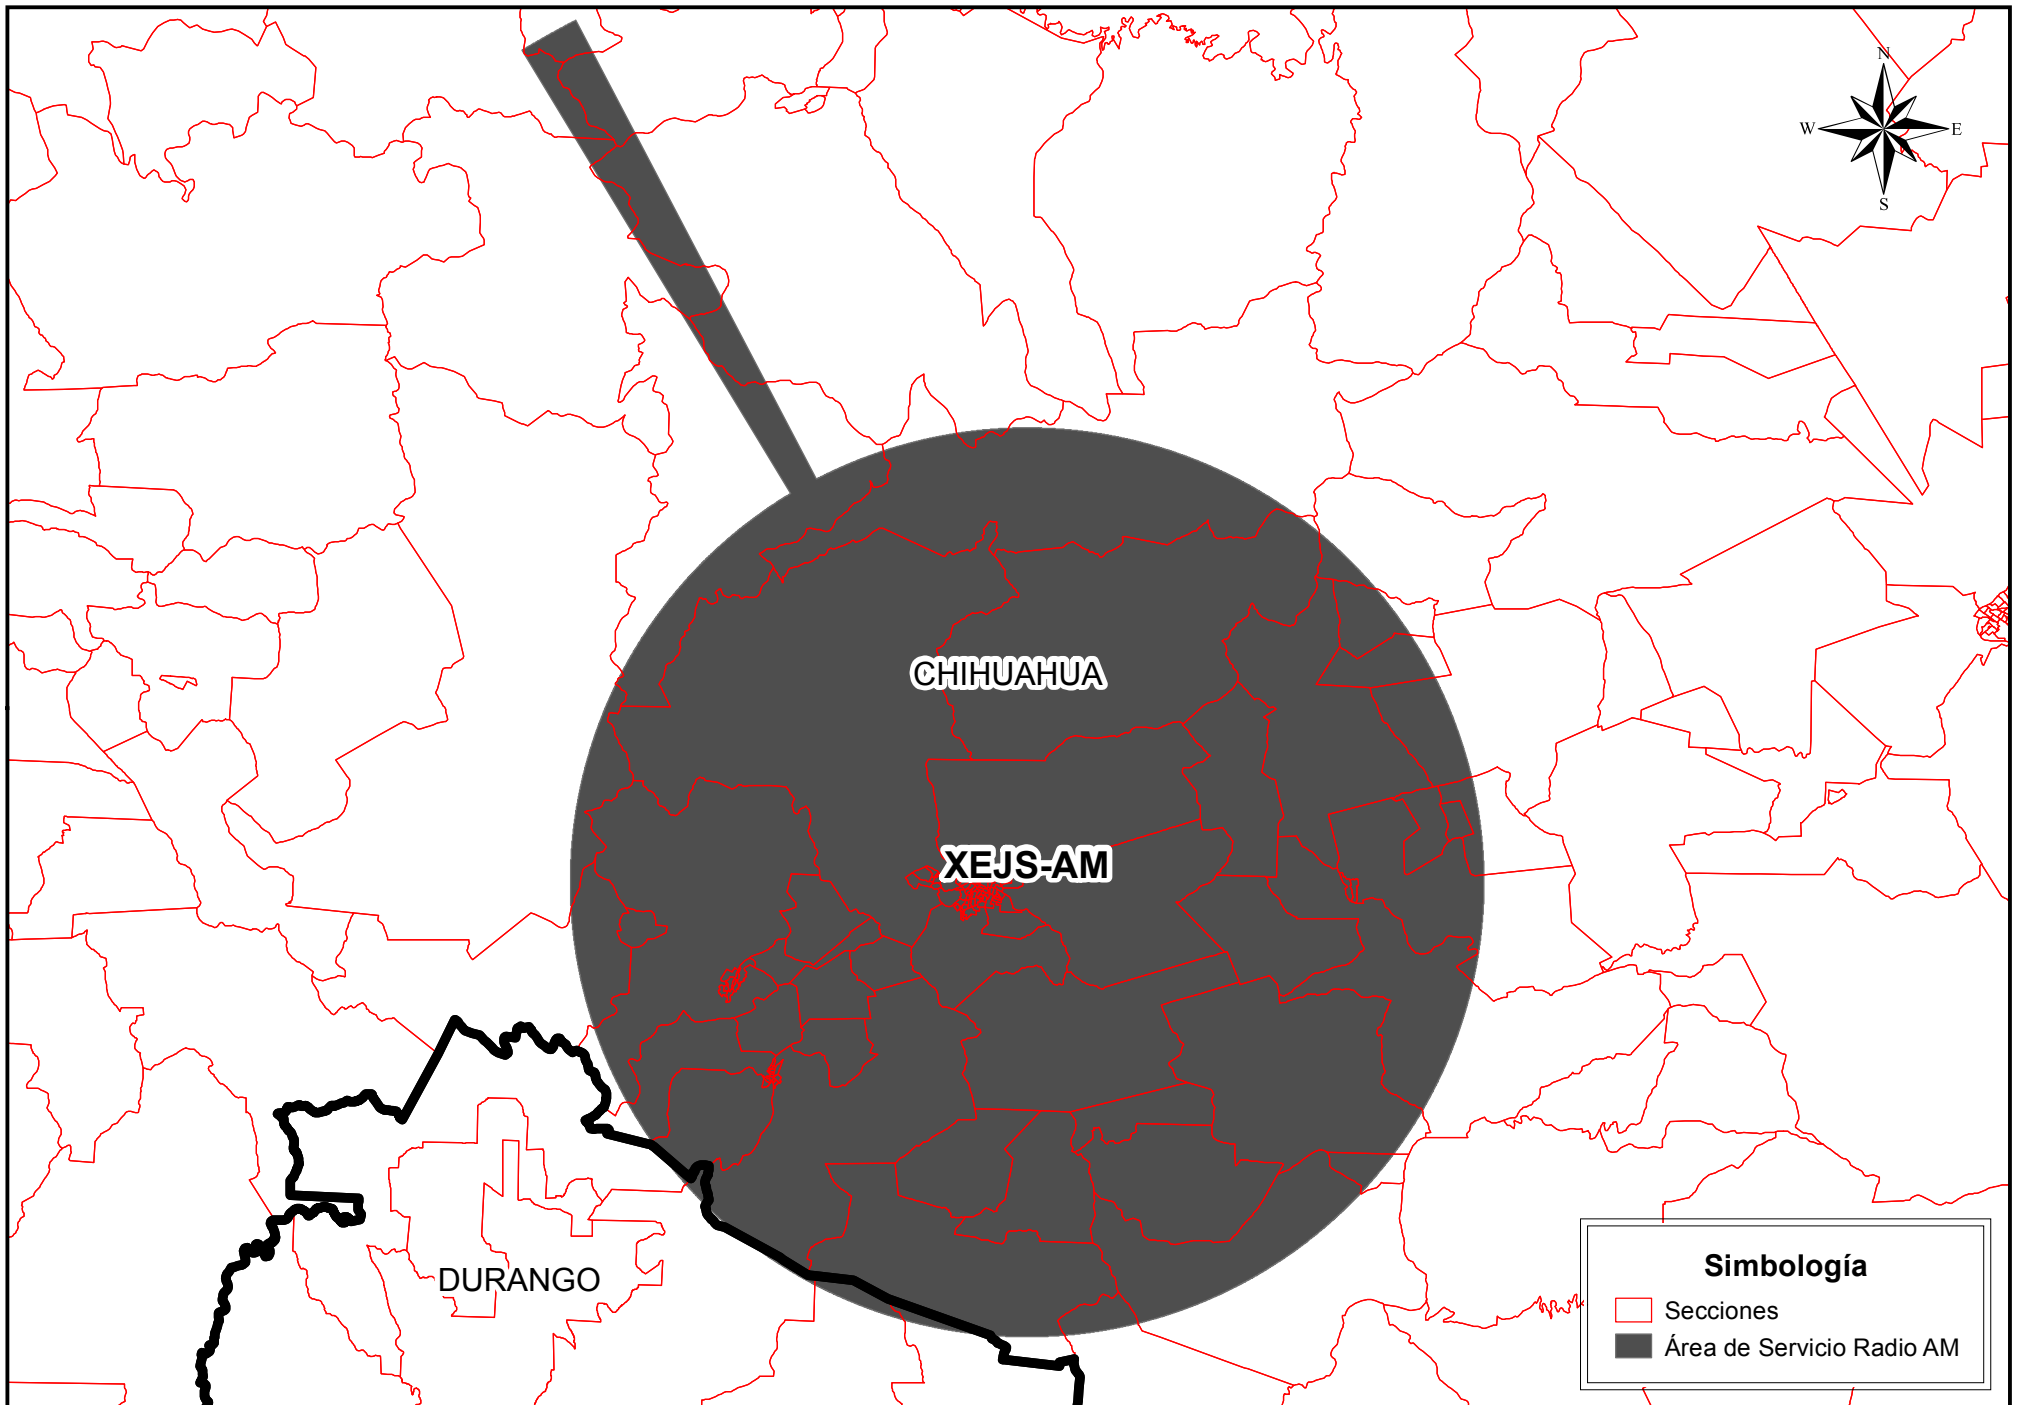 N
W E
S
CHIHUAHUA
XEJS-AM
DURANGO
Simbología
Secciones
Área de Servicio Radio AM